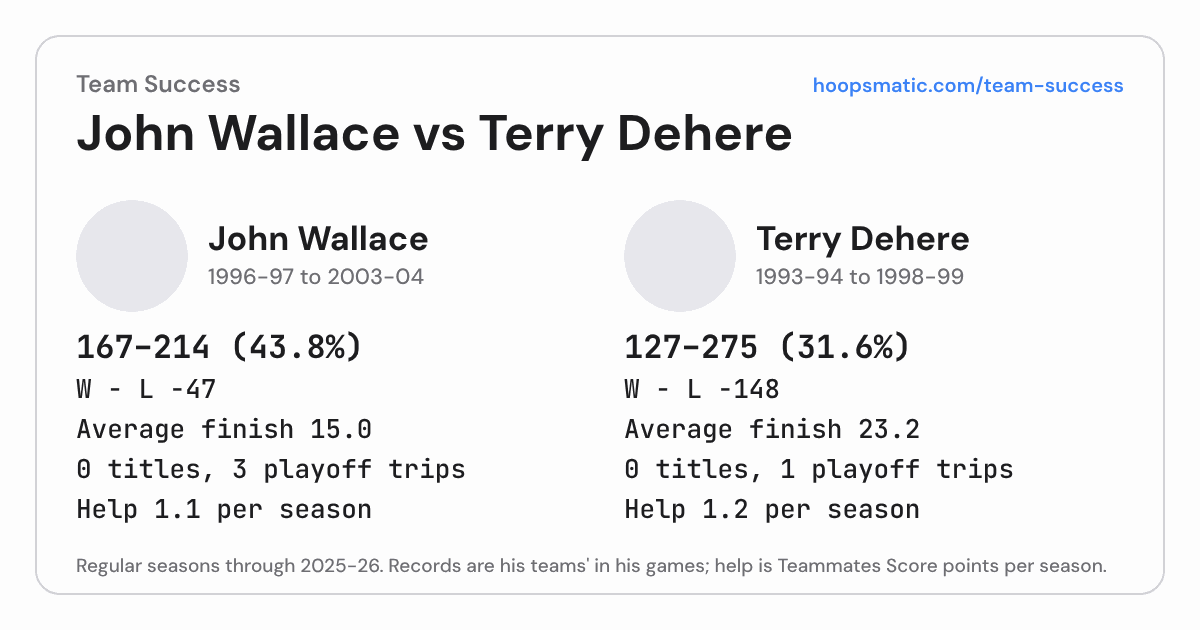 Team Success
hoopsmatic.com/team-success
John Wallace vs Terry Dehere
John Wallace
1996-97 to 2003-04
167-214 (43.8%)
W - L -47
Average finish 15.0
0 titles, 3 playoff trips
Help 1.1 per season
Terry Dehere
1993-94 to 1998-99
127-275 (31.6%)
W - L -148
Average finish 23.2
0 titles, 1 playoff trips
Help 1.2 per season
Regular seasons through 2025-26. Records are his teams' in his games; help is Teammates Score points per season.